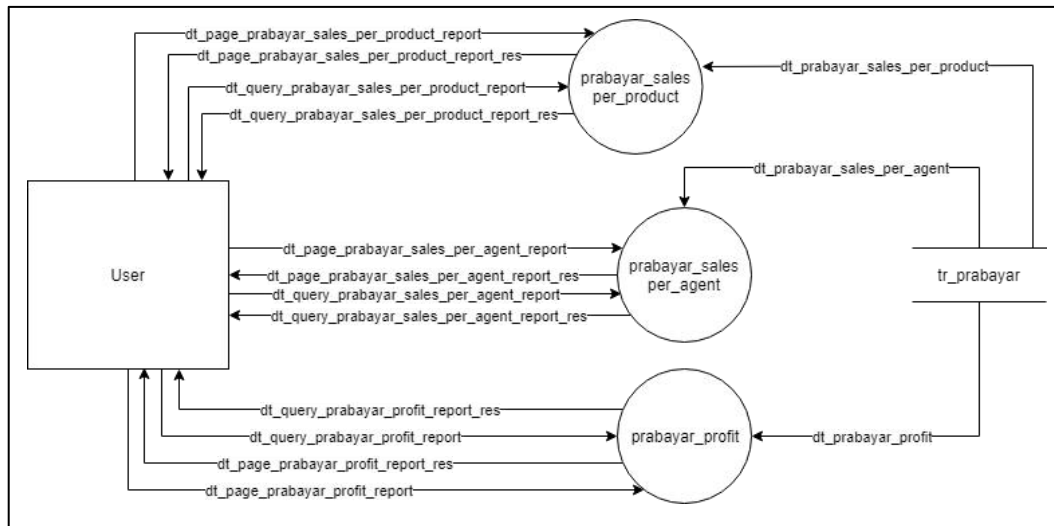 dt_page_prabayar_sales_per_product_report
dt_page_prabayar_sales_per_product_report_res
dt_query_prabayar_sales_per_product_report
dt_query_prabayar_sales_per_product_report_res
prabayar_sales
per_product
dt_prabayar_sales_per_product
dt_prabayar_sales_per_agent
User
dt_page_prabayar_sales_per_agent_report
dt_page_prabayar_sales_per_agent_report_res
dt_query_prabayar_sales_per_agent_report
dt_query_prabayar_sales_per_agent_report_res
prabayar_sales
per_agent
tr_prabayar
dt_query_prabayar_profit_report_res
dt_query_prabayar_profit_report
dt_page_prabayar_profit_report_res
dt_page_prabayar_profit_report
prabayar_profit
dt_prabayar_profit